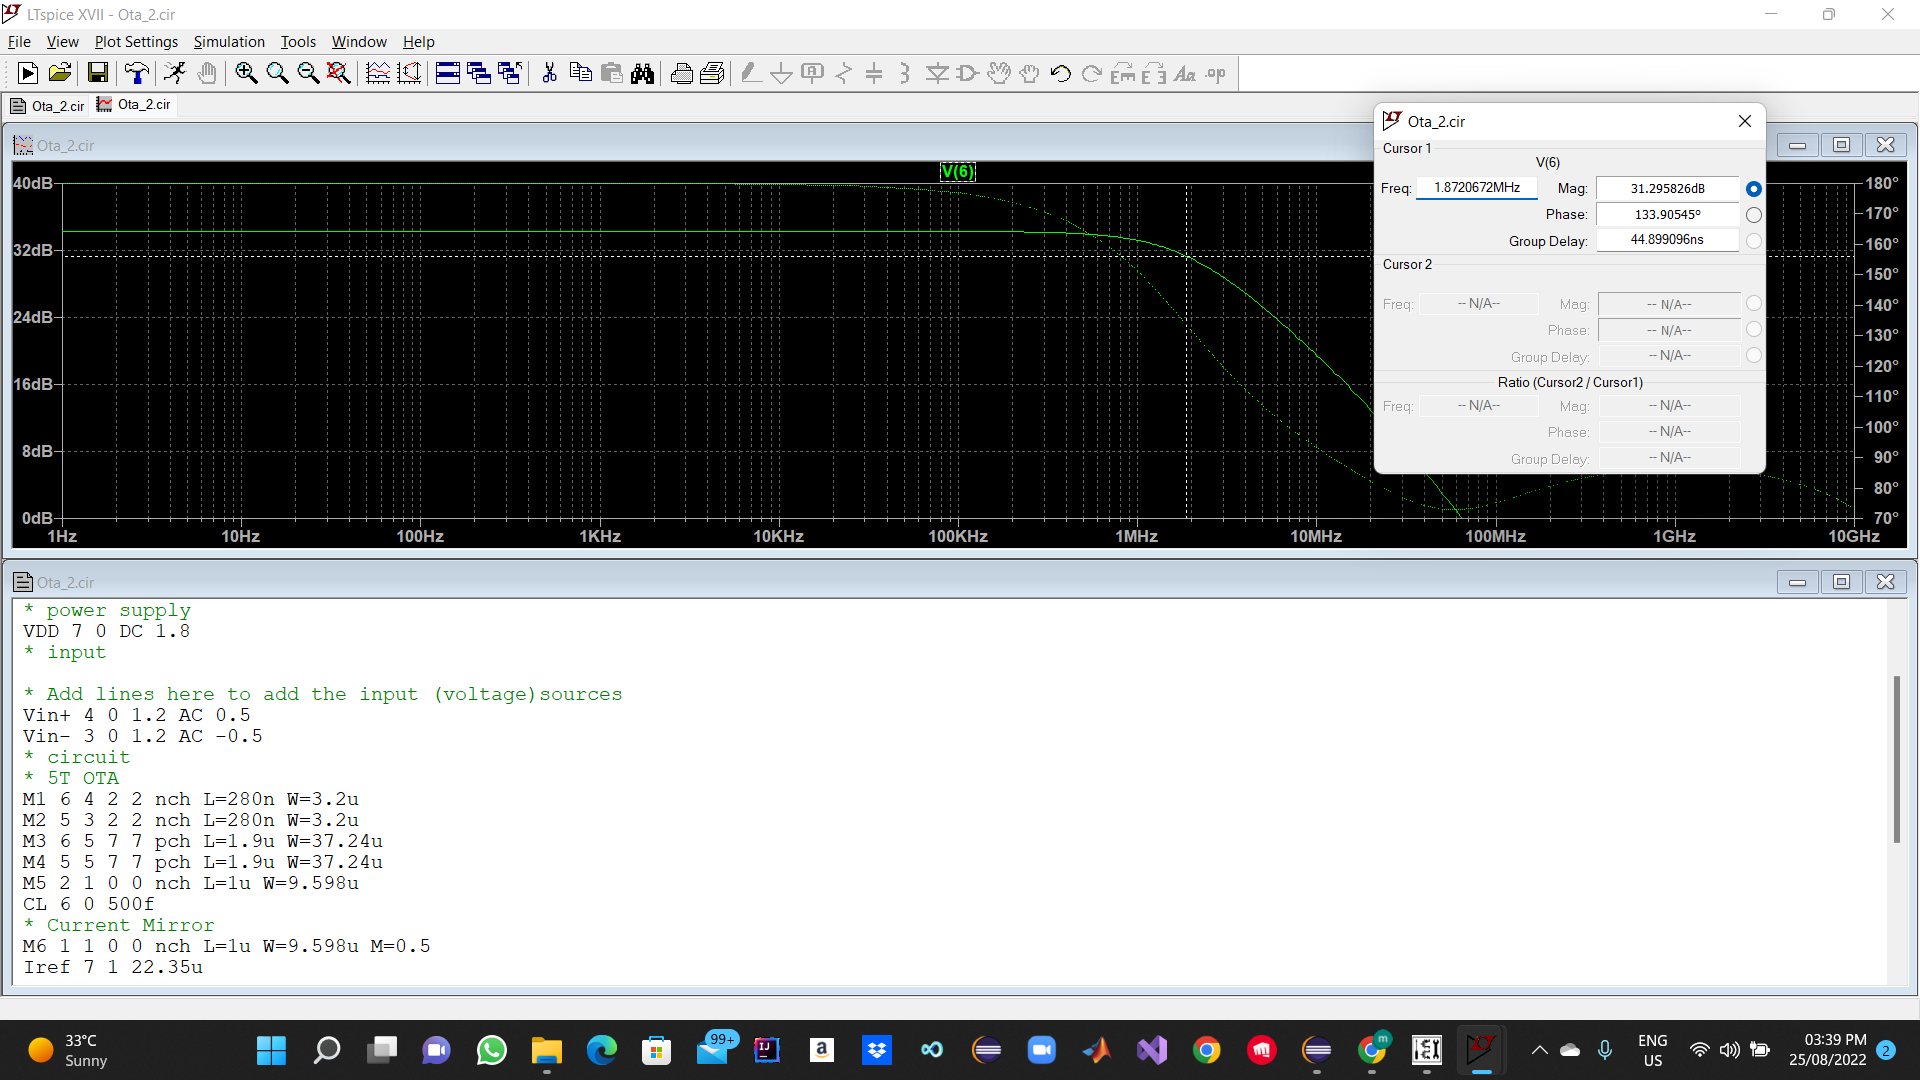 LTspice XVII - Ota_2.cir
File View Plot Settings Simulation Tools Window Help
Ota_2.cir Ota_2.cir
Ota_2.cir
V(6)
40dB
32dB
24dB
16dB
8dB
0dB
180°
170°
160°
150°
140°
130°
120°
110°
100°
90°
80°
70°
1Hz 10Hz 100Hz 1KHz 10KHz 100KHz 1MHz 10MHz 100MHz 1GHz 10GHz
Ota_2.cir
Cursor 1
V(6)
Freq: 1.8720672MHz Mag: 31.295826dB
Phase: 133.90545°
Group Delay: 44.899096ns
Cursor 2
Freq: -- N/A-- Mag: -- N/A--
Phase: -- N/A--
Group Delay: -- N/A--
Ratio (Cursor2 / Cursor1)
Freq: -- N/A-- Mag: -- N/A--
Phase: -- N/A--
Group Delay: -- N/A--
Ota_2.cir
* power supply
VDD 7 0 DC 1.8
* input
* Add lines here to add the input (voltage)sources
Vin+ 4 0 1.2 AC 0.5
Vin- 3 0 1.2 AC -0.5
* circuit
* 5T OTA
M1 6 4 2 2 nch L=280n W=3.2u
M2 5 3 2 2 nch L=280n W=3.2u
M3 6 5 7 7 pch L=1.9u W=37.24u
M4 5 5 7 7 pch L=1.9u W=37.24u
M5 2 1 0 0 nch L=1u W=9.598u
CL 6 0 500f
* Current Mirror
M6 1 1 0 0 nch L=1u W=9.598u M=0.5
Iref 7 1 22.35u
33°C
Sunny
99+
ENG
US
03:39 PM
25/08/2022
2